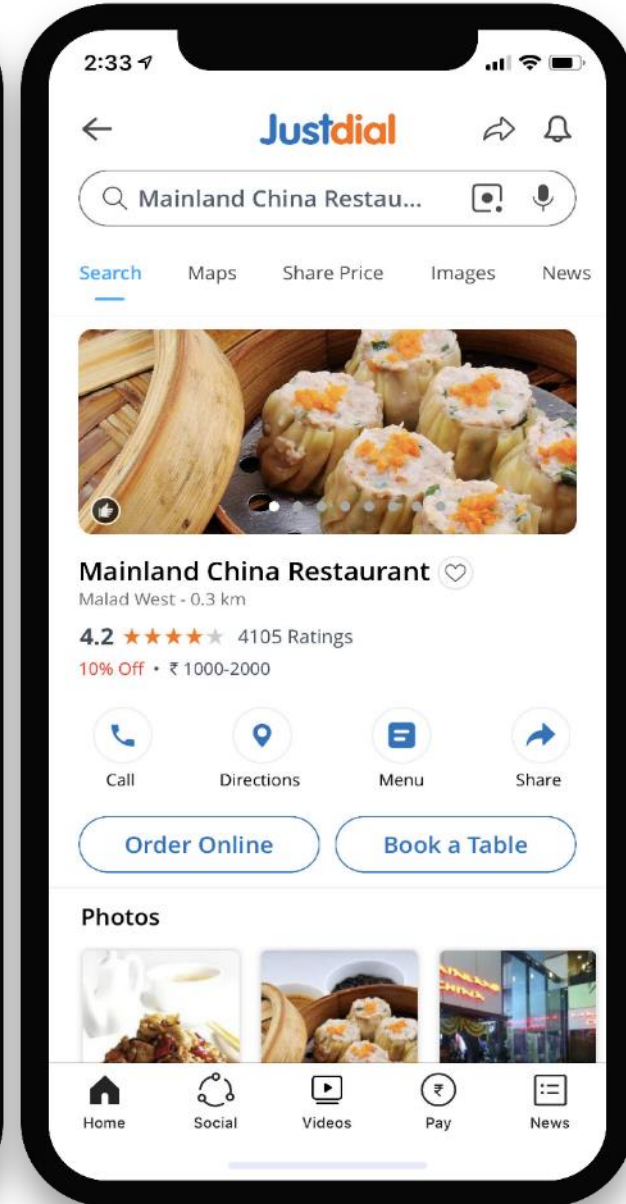 2:33
Justdial
Mainland China Restau...
Search Maps Share Price Images News
Mainland China Restaurant
Malad West - 0.3 km
4.2 4105 Ratings
10% Off • ₹ 1000-2000
Call Directions Menu Share
Order Online Book a Table
Photos
MAINLAND
CHINA
Home Social Videos Pay News